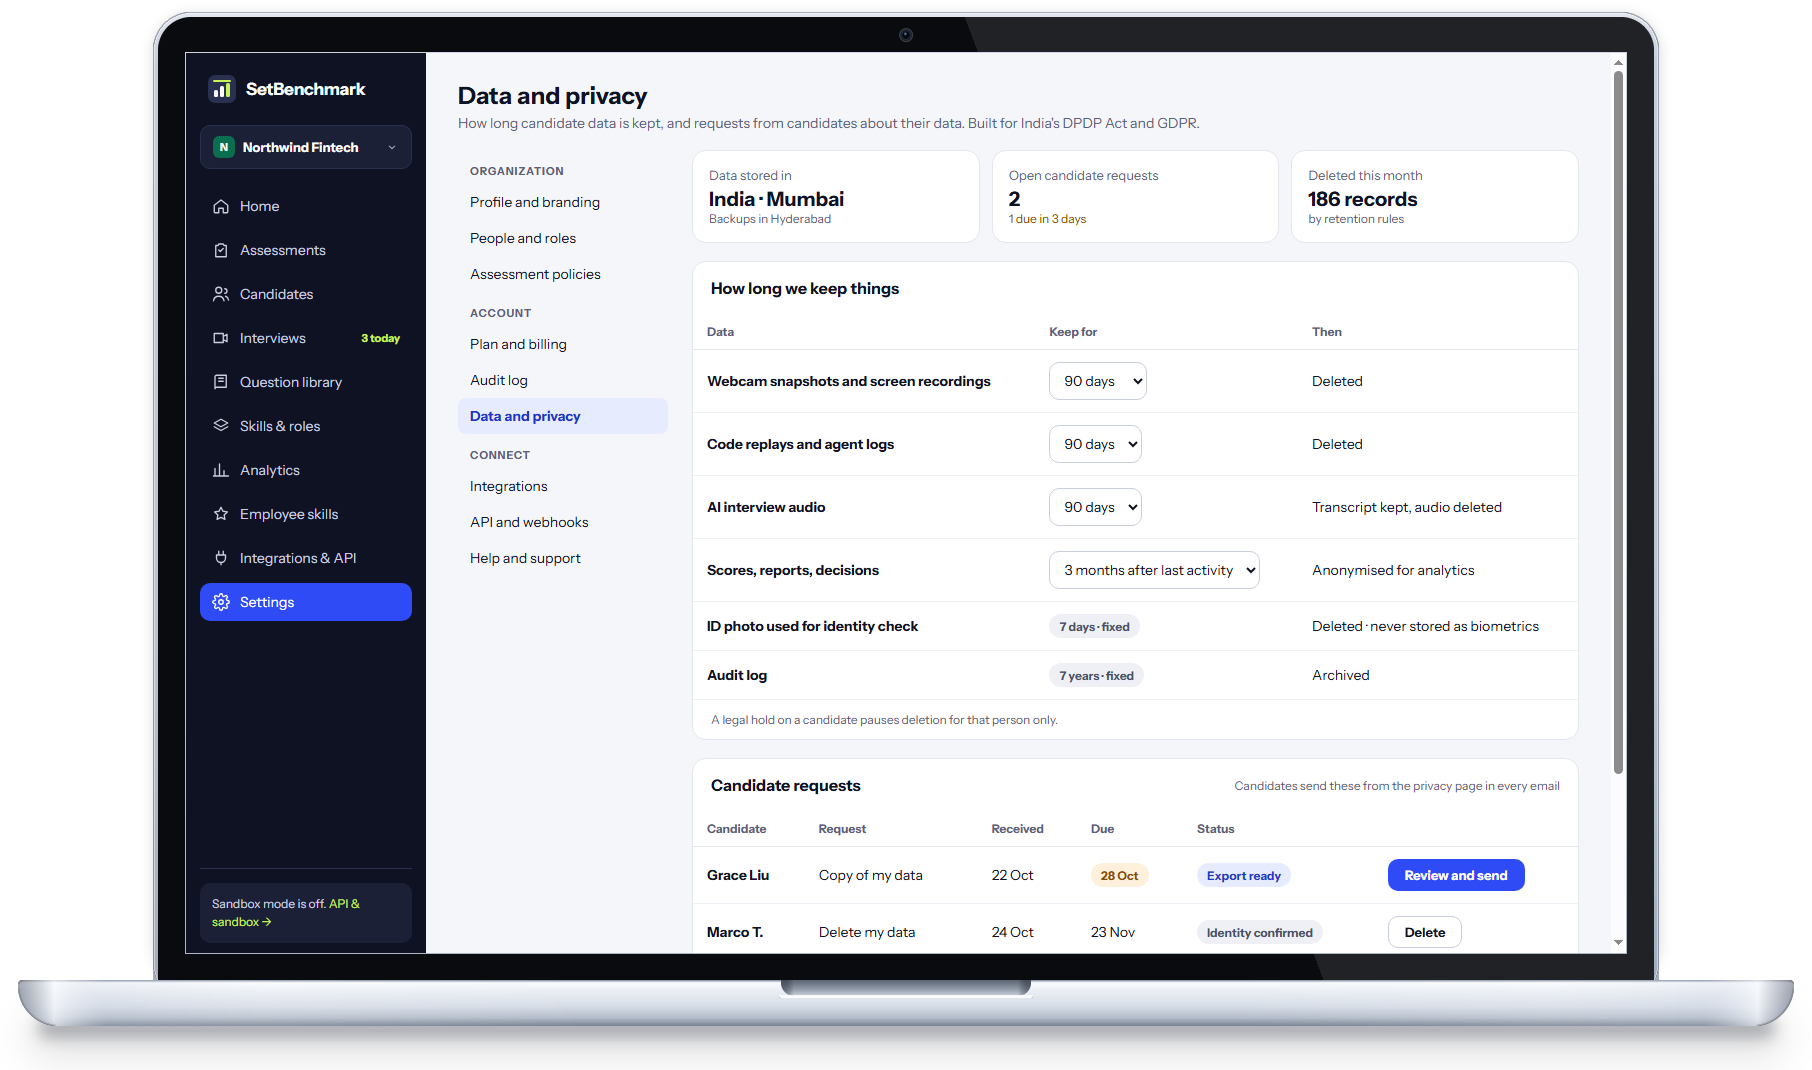 SetBenchmark
N Northwind Fintech
Home
Assessments
Candidates
Interviews 3 today
Question library
Skills & roles
Analytics
Employee skills
Integrations & API
Settings
Sandbox mode is off. API &
sandbox →
Data and privacy
How long candidate data is kept, and requests from candidates about their data. Built for India's DPDP Act and GDPR.
ORGANIZATION
Profile and branding
People and roles
Assessment policies
ACCOUNT
Plan and billing
Audit log
Data and privacy
CONNECT
Integrations
API and webhooks
Help and support
Data stored in
India · Mumbai
Backups in Hyderabad
Open candidate requests
2
1 due in 3 days
Deleted this month
186 records
by retention rules
How long we keep things
Data Keep for Then
Webcam snapshots and screen recordings 90 days Deleted
Code replays and agent logs 90 days Deleted
AI interview audio 90 days Transcript kept, audio deleted
Scores, reports, decisions 3 months after last activity Anonymised for analytics
ID photo used for identity check 7 days · fixed Deleted · never stored as biometrics
Audit log 7 years · fixed Archived
A legal hold on a candidate pauses deletion for that person only.
Candidate requests Candidates send these from the privacy page in every email
Candidate Request Received Due Status
Grace Liu Copy of my data 22 Oct 28 Oct Export ready Review and send
Marco T. Delete my data 24 Oct 23 Nov Identity confirmed Delete